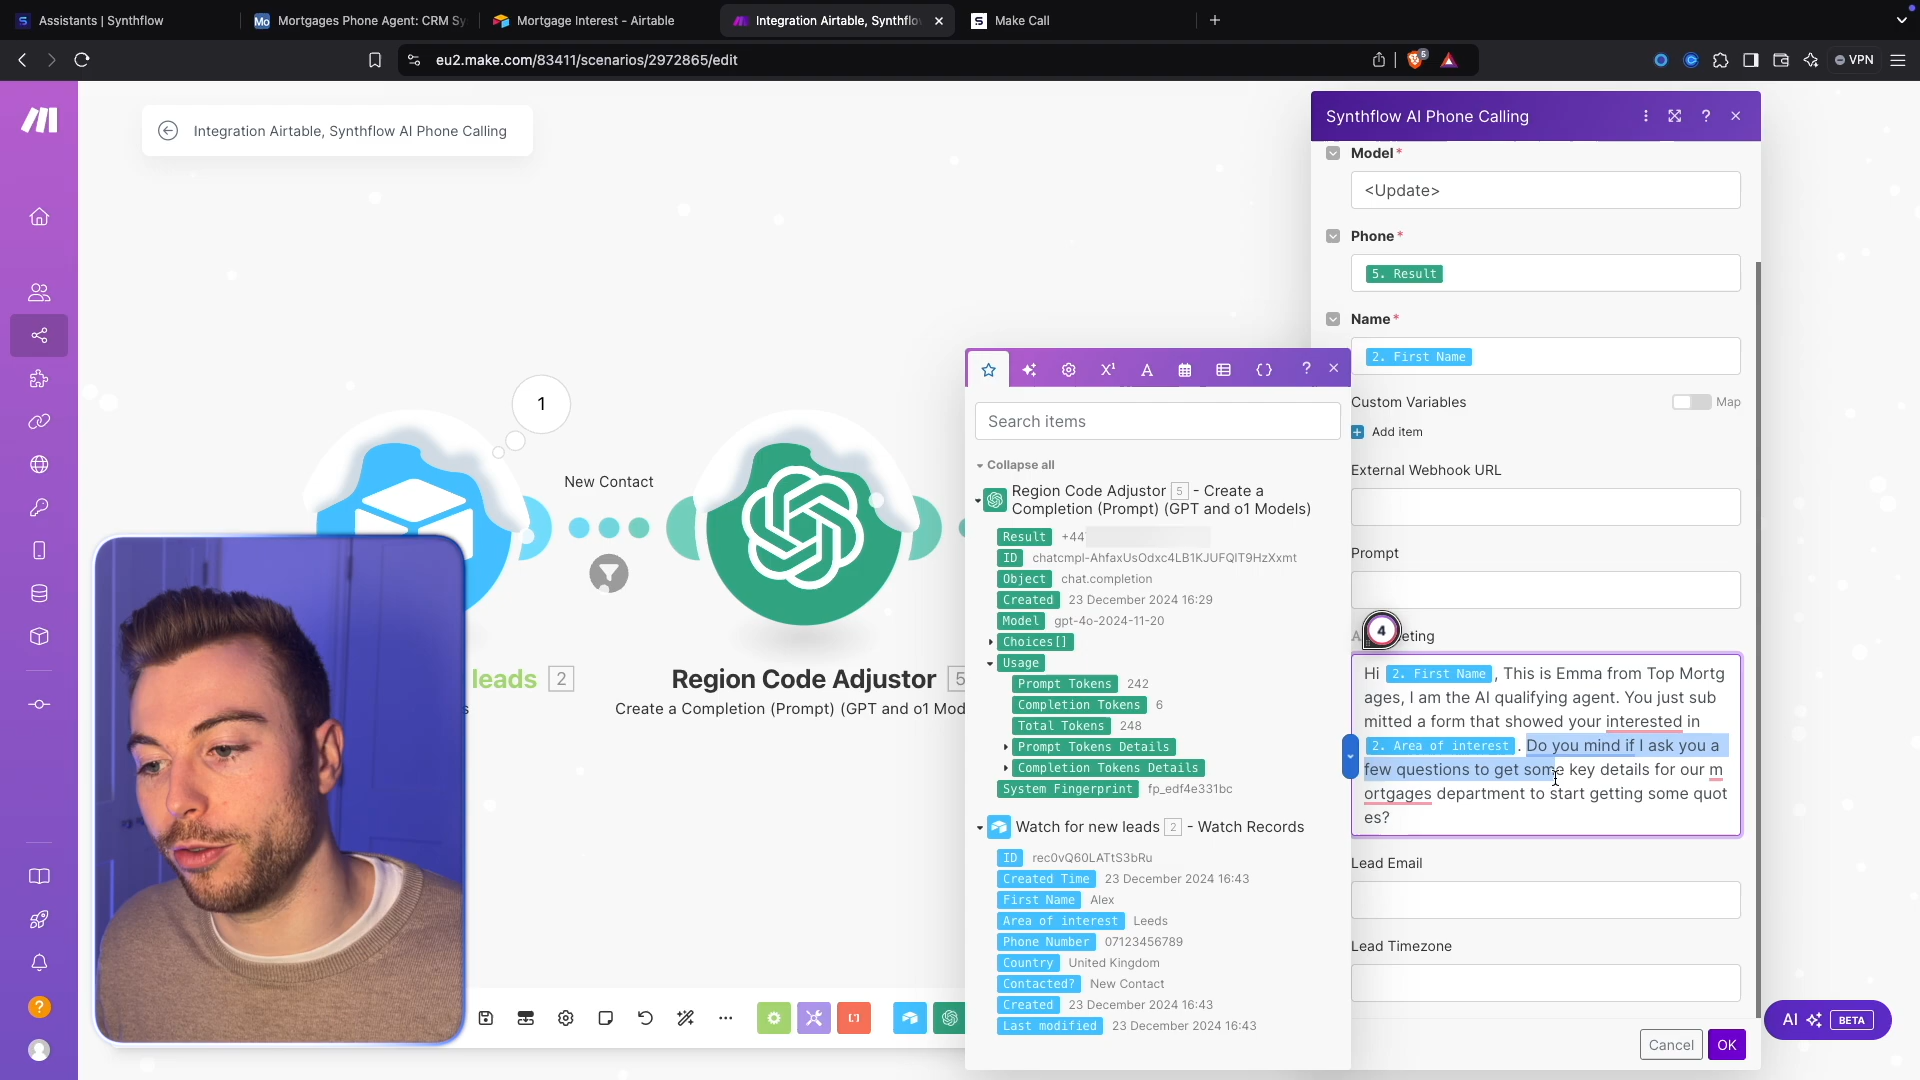 Assistants | Synthflow
Mo
Mortgages Phone Agent: CRM Sy
Mortgage Interest - Airtable
Integration Airtable, Synthflo
Make Call
eu2.make.com/83411/scenarios/2972865/edit
5
VPN
Integration Airtable, Synthflow AI Phone Calling
1
New Contact
leads 2
Region Code Adjustor 5
Create a Completion (Prompt) (GPT and o1 Mod
Synthflow AI Phone Calling
?
Model*
<Update>
Phone*
5. Result
Name*
2. First Name
Custom Variables
Map
Add item
External Webhook URL
Prompt
4
eting
Hi 2. First Name , This is Emma from Top Mortg
ages, I am the AI qualifying agent. You just sub
mitted a form that showed your interested in
2. Area of interest . Do you mind if I ask you a
few questions to get some key details for our m
ortgages department to start getting some quot
es?
Lead Email
Lead Timezone
Cancel
OK
AI BETA
X¹
A
{}
?
Search items
Collapse all
Region Code Adjustor 5 - Create a
Completion (Prompt) (GPT and o1 Models)
Result +44
ID chatcmpl-AhfaxUsOdxc4LB1KJUFQIT9HzXxmt
Object chat.completion
Created 23 December 2024 16:29
Model gpt-4o-2024-11-20
Choices[]
Usage
Prompt Tokens 242
Completion Tokens 6
Total Tokens 248
Prompt Tokens Details
Completion Tokens Details
System Fingerprint fp_edf4e331bc
Watch for new leads 2 - Watch Records
ID rec0vQ60LATtS3bRu
Created Time 23 December 2024 16:43
First Name Alex
Area of interest Leeds
Phone Number 07123456789
Country United Kingdom
Contacted? New Contact
Created 23 December 2024 16:43
Last modified 23 December 2024 16:43
?